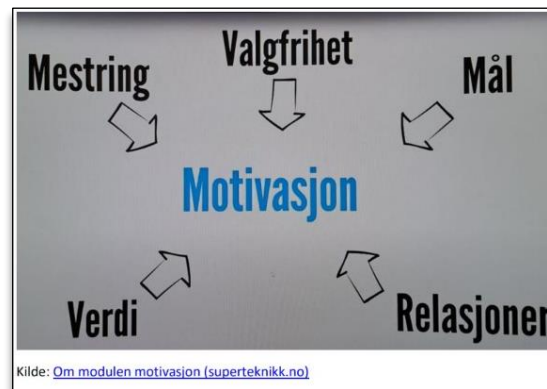 Valgfrihet
Mestring
Mål
Motivasjon
Verdi
Relasjoner
Kilde: Om modulen motivasjon (superteknikk.no)